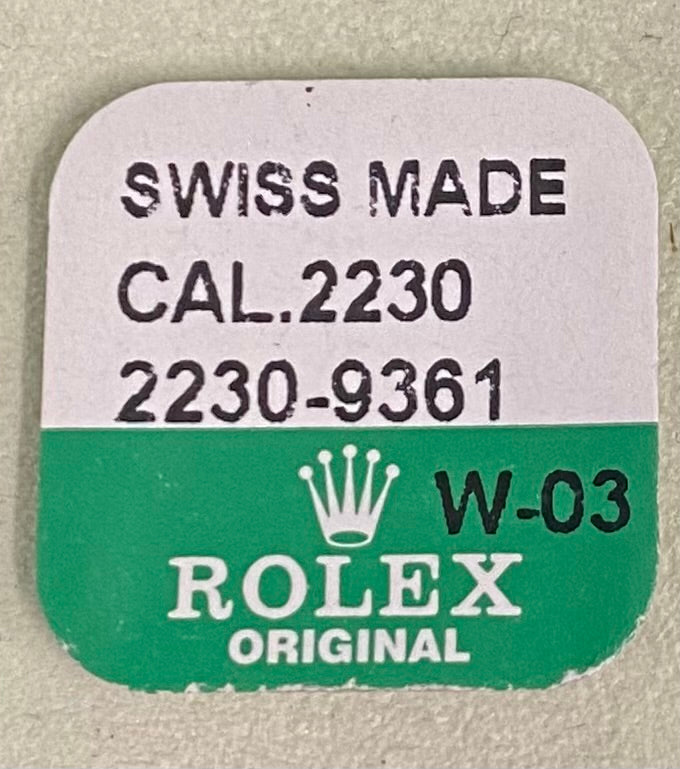 SWISS MADE
CAL.2230
2230-9361
W-03
ROLEX
ORIGINAL